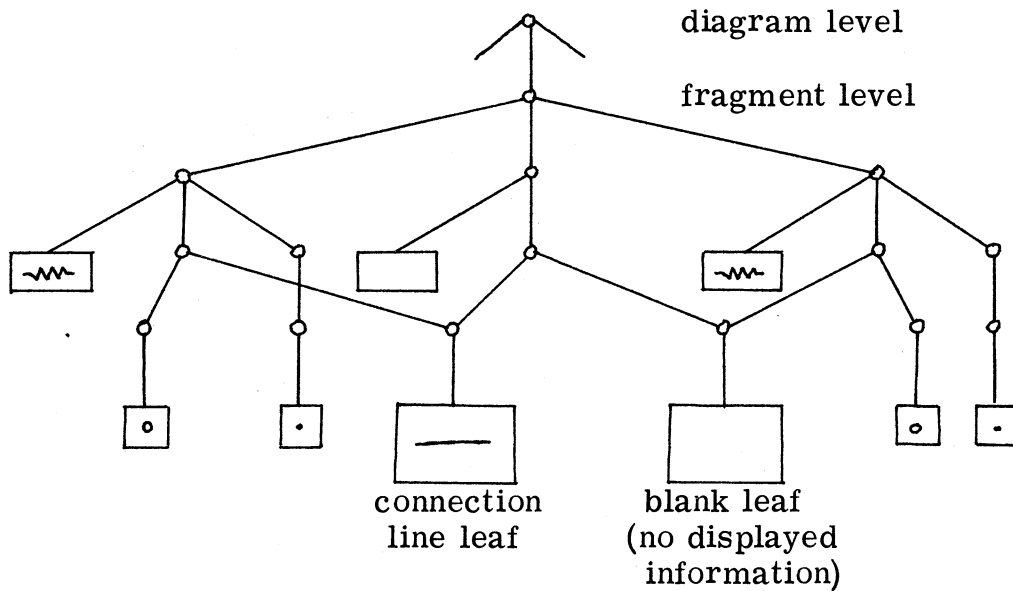 diagram level
fragment level
connection
line leaf
blank leaf
(no displayed
information)